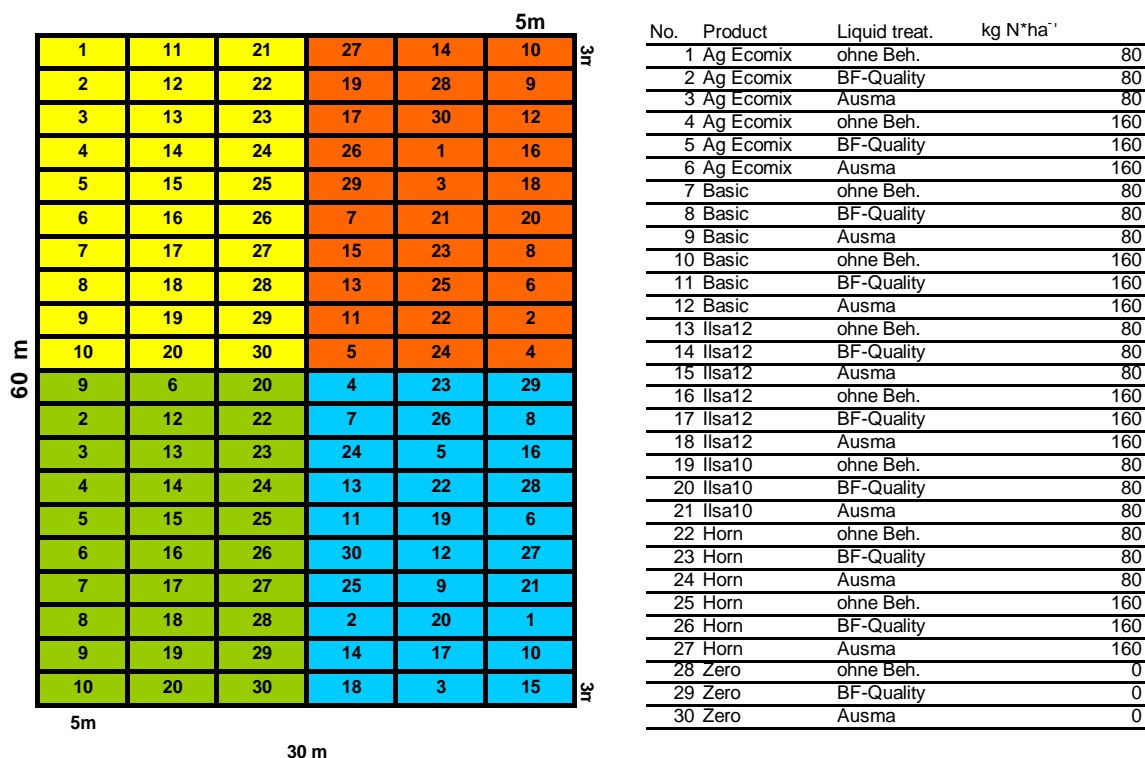 5m
1 11 21 27 14 10 3m
2 12 22 19 28 9
3 13 23 17 30 12
4 14 24 26 1 16
5 15 25 29 3 18
6 16 26 7 21 20
7 17 27 15 23 8
8 18 28 13 25 6
9 19 29 11 22 2
10 20 30 5 24 4
60 m
9 6 20 4 23 29
2 12 22 7 26 8
3 13 23 24 5 16
4 14 24 13 22 28
5 15 25 11 19 6
6 16 26 30 12 27
7 17 27 25 9 21
8 18 28 2 20 1
9 19 29 14 17 10
10 20 30 18 3 15 3m
5m
30 m
No. Product Liquid treat. kg N*ha⁻¹
1 Ag Ecomix ohne Beh. 80
2 Ag Ecomix BF-Quality 80
3 Ag Ecomix Ausma 80
4 Ag Ecomix ohne Beh. 160
5 Ag Ecomix BF-Quality 160
6 Ag Ecomix Ausma 160
7 Basic ohne Beh. 80
8 Basic BF-Quality 80
9 Basic Ausma 80
10 Basic ohne Beh. 160
11 Basic BF-Quality 160
12 Basic Ausma 160
13 Ilsa12 ohne Beh. 80
14 Ilsa12 BF-Quality 80
15 Ilsa12 Ausma 80
16 Ilsa12 ohne Beh. 160
17 Ilsa12 BF-Quality 160
18 Ilsa12 Ausma 160
19 Ilsa10 ohne Beh. 80
20 Ilsa10 BF-Quality 80
21 Ilsa10 Ausma 80
22 Horn ohne Beh. 80
23 Horn BF-Quality 80
24 Horn Ausma 80
25 Horn ohne Beh. 160
26 Horn BF-Quality 160
27 Horn Ausma 160
28 Zero ohne Beh. 0
29 Zero BF-Quality 0
30 Zero Ausma 0